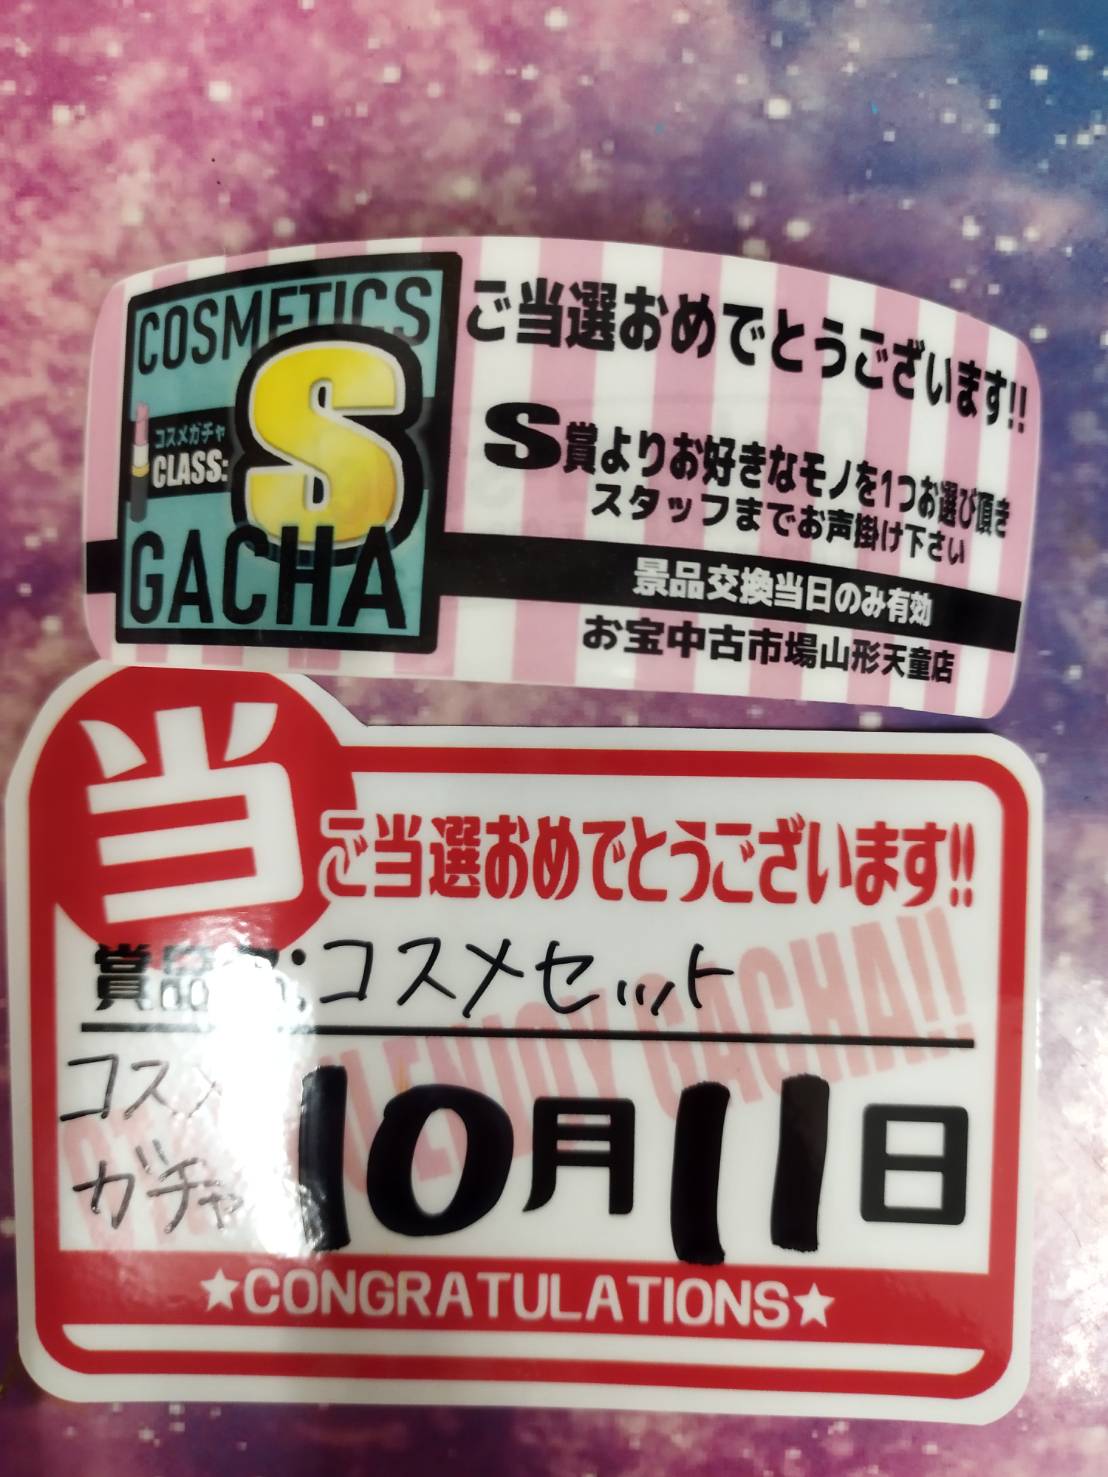 COSMETICS
コスメガチャ
CLASS:
S
GACHA
ご当選おめでとうございます!!
S賞よりお好きなモノを1つお選び頂き
スタッフまでお声掛け下さい
景品交換当日のみ有効
お宝中古市場山形天童店
当
ご当選おめでとうございます!!
賞品:コスメセット
ENJOY GACHA!!
コスメ
ガチャ
10月11日
★CONGRATULATIONS★